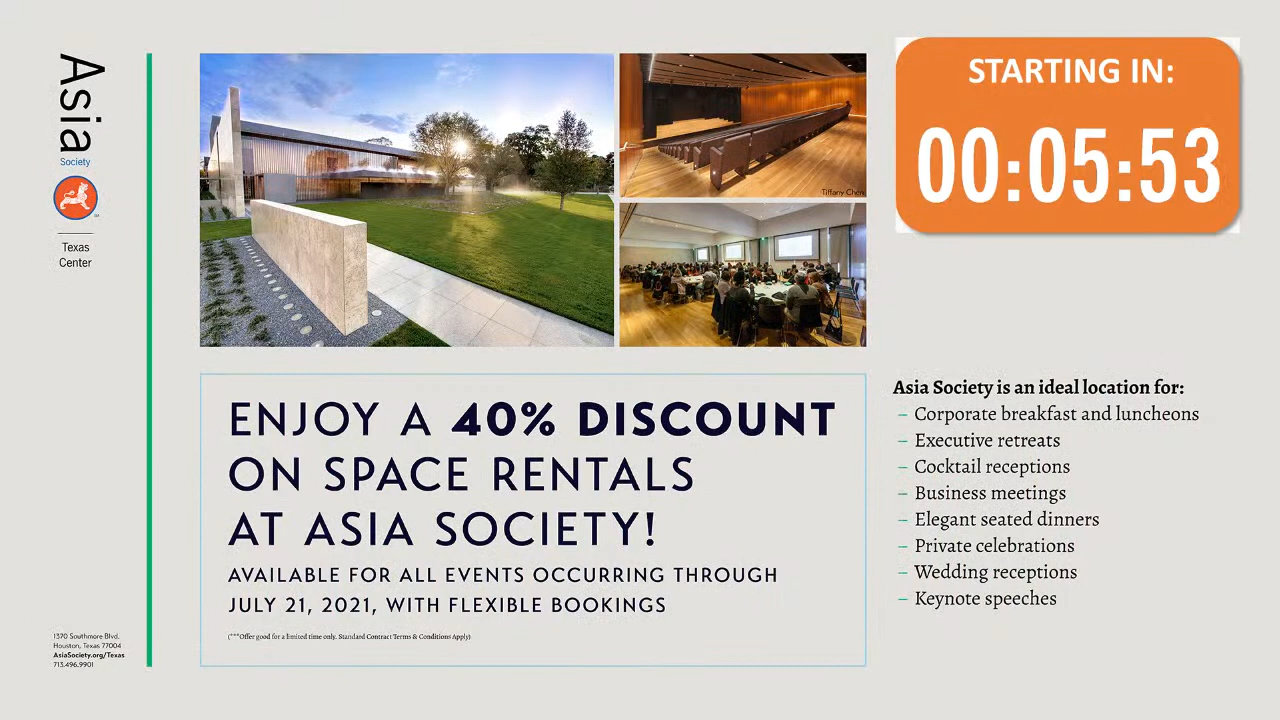 Asia
Society
SM
Texas
Center
1370 Southmore Blvd.
Houston, Texas 77004
AsiaSociety.org/Texas
713.496.9901
Tiffany Chen
ENJOY A 40% DISCOUNT
ON SPACE RENTALS
AT ASIA SOCIETY!
AVAILABLE FOR ALL EVENTS OCCURRING THROUGH
JULY 21, 2021, WITH FLEXIBLE BOOKINGS
(***Offer good for a limited time only. Standard Contract Terms & Conditions Apply).
STARTING IN:
00:05:53
Asia Society is an ideal location for:
– Corporate breakfast and luncheons
– Executive retreats
– Cocktail receptions
– Business meetings
– Elegant seated dinners
– Private celebrations
– Wedding receptions
– Keynote speeches